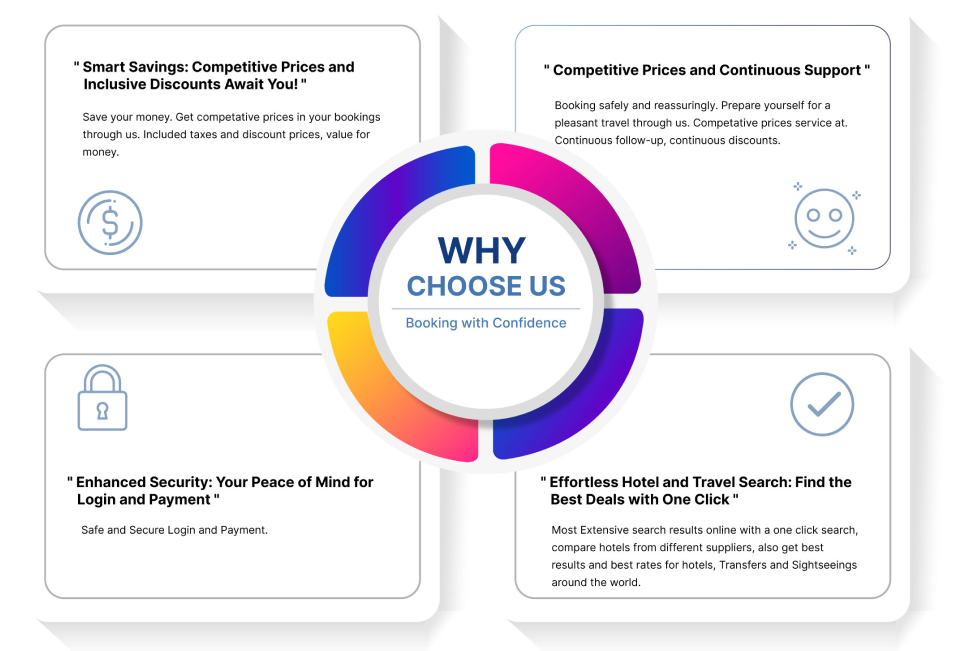 " Smart Savings: Competitive Prices and
Inclusive Discounts Await You! "
Save your money. Get competative prices in your bookings
through us. Included taxes and discount prices, value for
money.
" Competitive Prices and Continuous Support "
Booking safely and reassuringly. Prepare yourself for a
pleasant travel through us. Competative prices service at.
Continuous follow-up, continuous discounts.
WHY
CHOOSE US
Booking with Confidence
" Enhanced Security: Your Peace of Mind for
Login and Payment "
Safe and Secure Login and Payment.
" Effortless Hotel and Travel Search: Find the
Best Deals with One Click "
Most Extensive search results online with a one click search,
compare hotels from different suppliers, also get best
results and best rates for hotels, Transfers and Sightseeings
around the world.